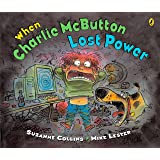 When
Charlie McButton
Lost Power
Suzanne Collins • Mike Lester